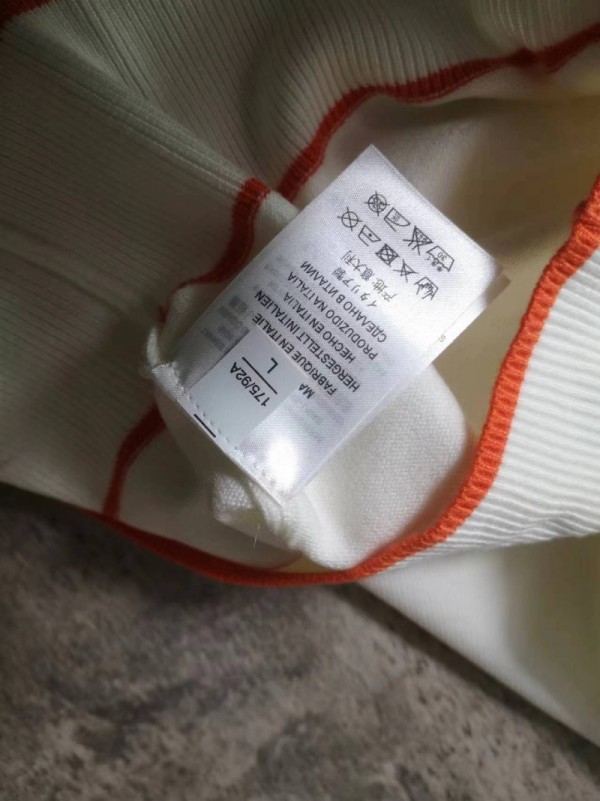 175/92A
L
MA
FABRIQUE EN ITALIE
HERGESTELLT IN ITALIEN
HECHO EN ITALIA
PRODUZIDO NA ITALIA
СДЕЛАНО В ИТАЛИИ
イタリア製
产地 意大利
30
S